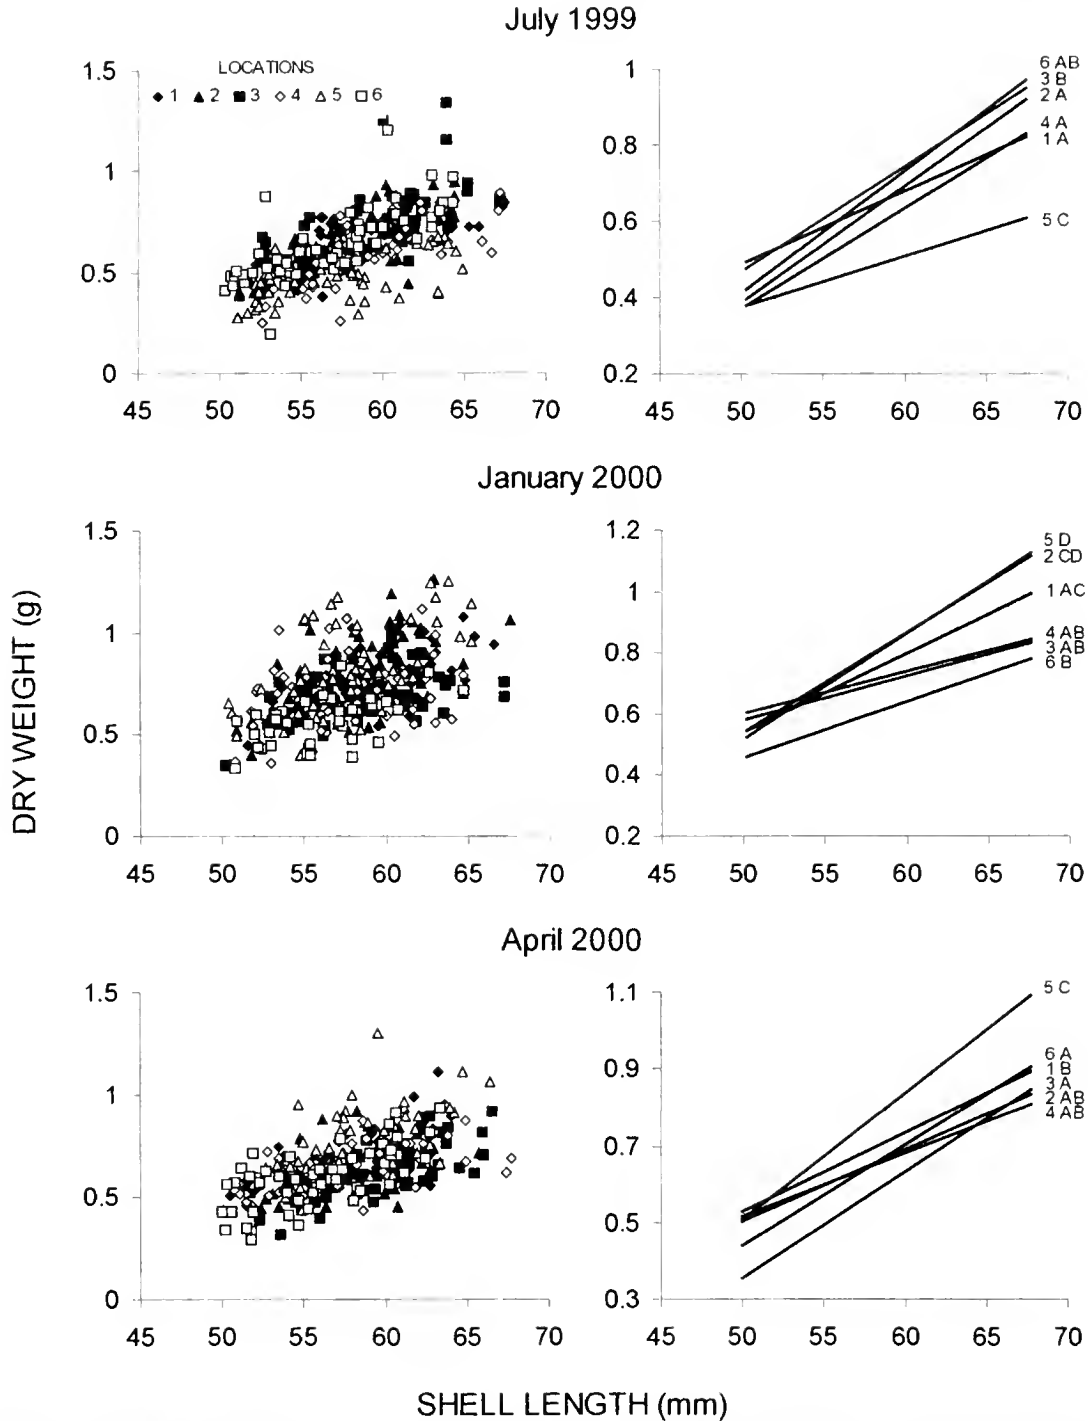 July 1999
LOCATIONS
1 2 3 4 5 6
1.5
1
0.5
0
45 50 55 60 65 70
1
0.8
0.6
0.4
0.2
45 50 55 60 65 70
6 AB
3 B
2 A
4 A
1 A
5 C
January 2000
1.5
1
0.5
0
45 50 55 60 65 70
1.2
1
0.8
0.6
0.4
0.2
45 50 55 60 65 70
5 D
2 CD
1 AC
4 AB
3 AB
6 B
DRY WEIGHT (g)
April 2000
1.5
1
0.5
0
45 50 55 60 65 70
1.1
0.9
0.7
0.5
0.3
45 50 55 60 65 70
5 C
6 A
1 B
3 A
2 AB
4 AB
SHELL LENGTH (mm)